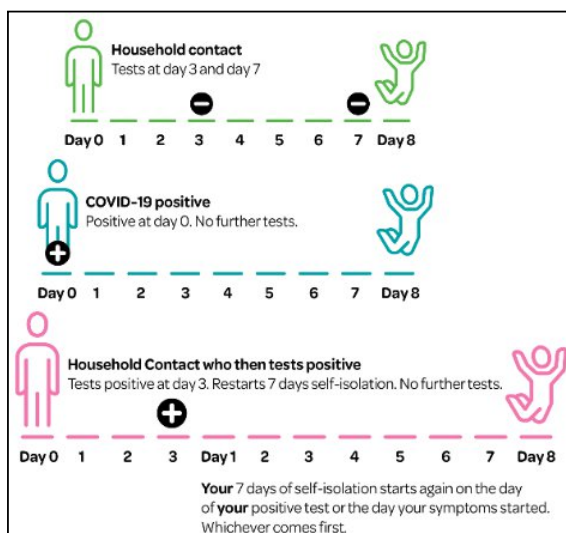 Household contact
Tests at day 3 and day 7
Day 0 1 2 3 4 5 6 7 Day 8
COVID-19 positive
Positive at day 0. No further tests.
Day 0 1 2 3 4 5 6 7 Day 8
Household Contact who then tests positive
Tests positive at day 3. Restarts 7 days self-isolation. No further tests.
Day 0 1 2 3 Day 1 2 3 4 5 6 7 Day 8
Your 7 days of self-isolation starts again on the day
of your positive test or the day your symptoms started.
Whichever comes first.